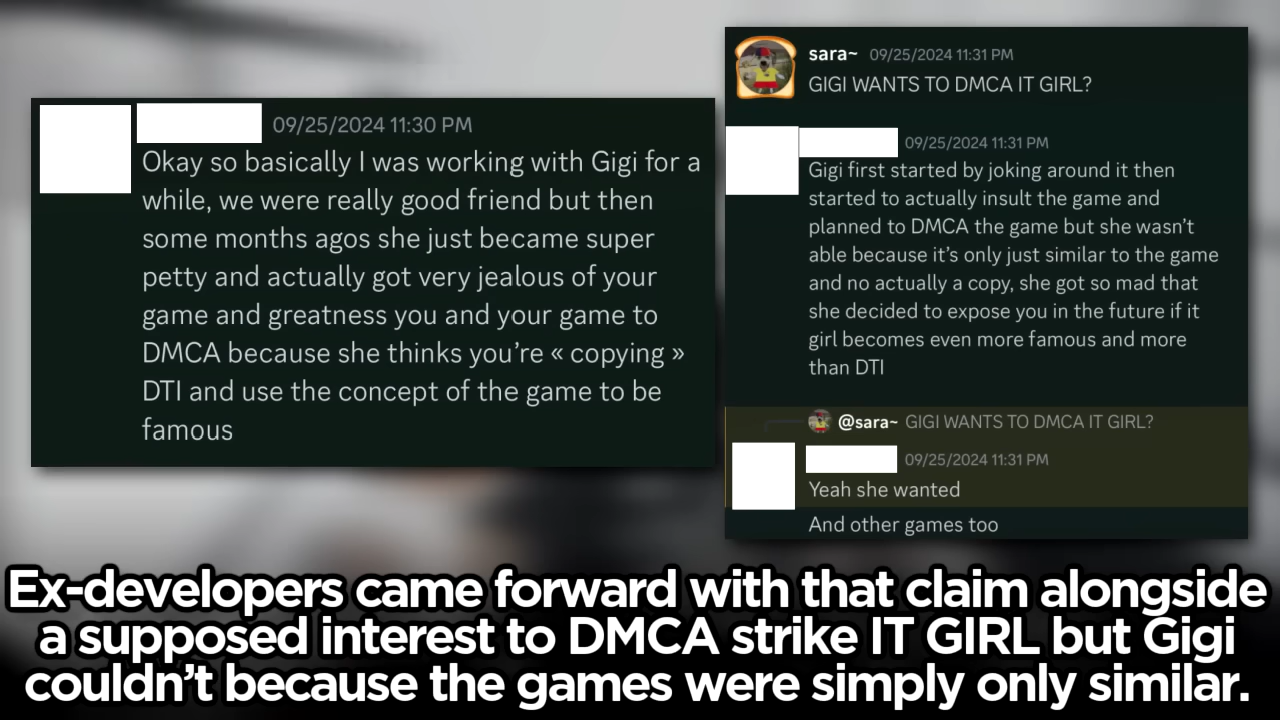 09/25/2024 11:30 PM
Okay so basically I was working with Gigi for a
while, we were really good friend but then
some months agos she just became super
petty and actually got very jealous of your
game and greatness you and your game to
DMCA because she thinks you're « copying »
DTI and use the concept of the game to be
famous
sara~ 09/25/2024 11:31 PM
GIGI WANTS TO DMCA IT GIRL?
09/25/2024 11:31 PM
Gigi first started by joking around it then
started to actually insult the game and
planned to DMCA the game but she wasn't
able because it's only just similar to the game
and no actually a copy, she got so mad that
she decided to expose you in the future if it
girl becomes even more famous and more
than DTI
@sara~ GIGI WANTS TO DMCA IT GIRL?
09/25/2024 11:31 PM
Yeah she wanted
And other games too
Ex-developers came forward with that claim alongside
a supposed interest to DMCA strike IT GIRL but Gigi
couldn't because the games were simply only similar.